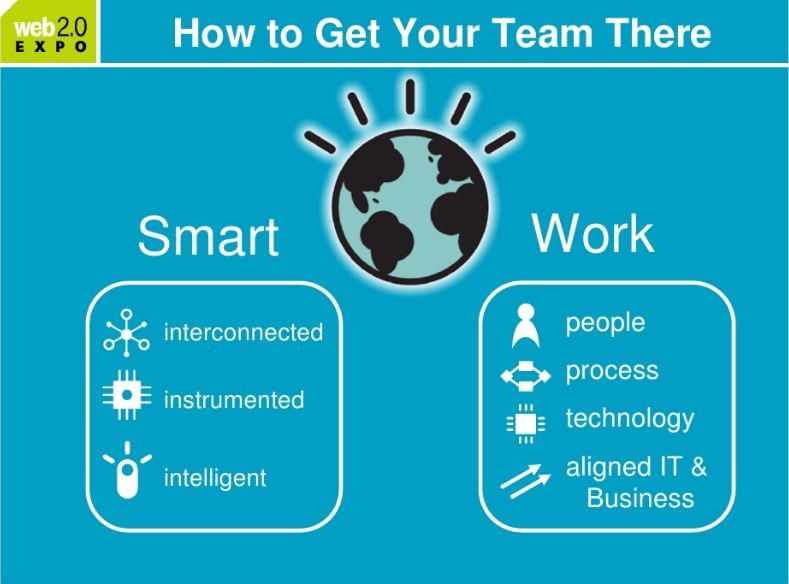 web2.0
EXPO
How to Get Your Team There
Smart
Work
interconnected
instrumented
intelligent
people
process
technology
aligned IT &
Business